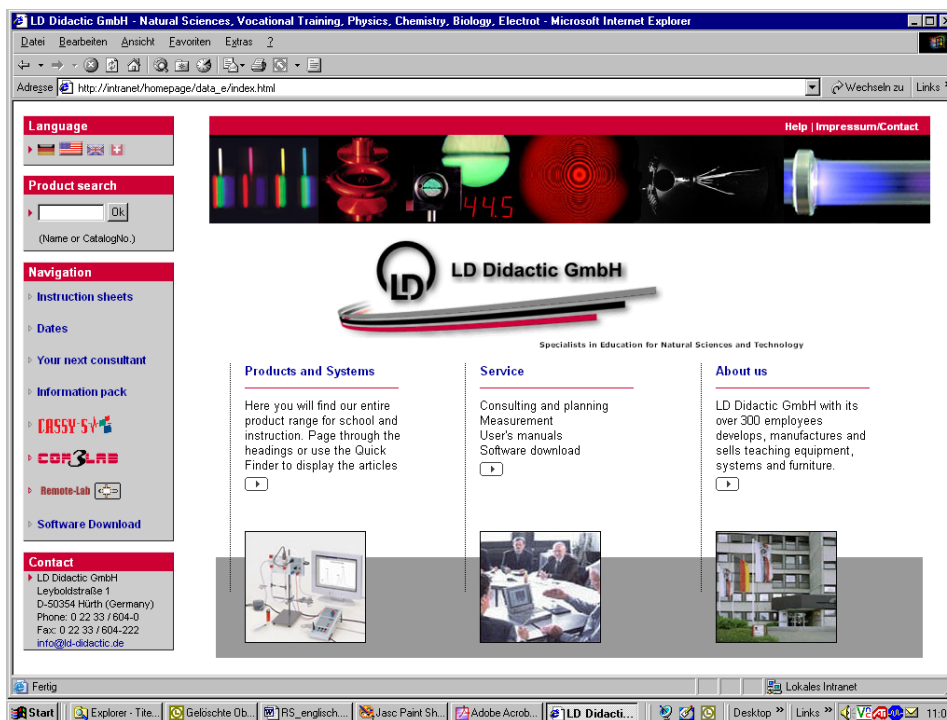 LD Didactic GmbH - Natural Sciences, Vocational Training, Physics, Chemistry, Biology, Electrot - Microsoft Internet Explorer
Datei Bearbeiten Ansicht Favoriten Extras ?
Adresse http://intranet/homepage/data_e/index.html Wechseln zu Links »
Language
Product search
Ok
(Name or CatalogNo.)
Navigation
Instruction sheets
Dates
Your next consultant
Information pack
CASSY-S
COM3LAB
Remote-Lab
Software Download
Contact
LD Didactic GmbH
Leyboldstraße 1
D-50354 Hürth (Germany)
Phone: 0 22 33 / 604-0
Fax: 0 22 33 / 604-222
info@ld-didactic.de
Help | Impressum/Contact
44.5
LD
LD Didactic GmbH
Specialists in Education for Natural Sciences and Technology
Products and Systems
Here you will find our entire
product range for school and
instruction. Page through the
headings or use the Quick
Finder to display the articles
Service
Consulting and planning
Measurement
User's manuals
Software download
About us
LD Didactic GmbH with its
over 300 employees
develops, manufactures and
sells teaching equipment,
systems and furniture.
Fertig Lokales Intranet
Start Explorer - Tite... Gelöschte Ob... RS_englisch.... Jasc Paint Sh... Adobe Acrob... LD Didacti... Desktop » Links »